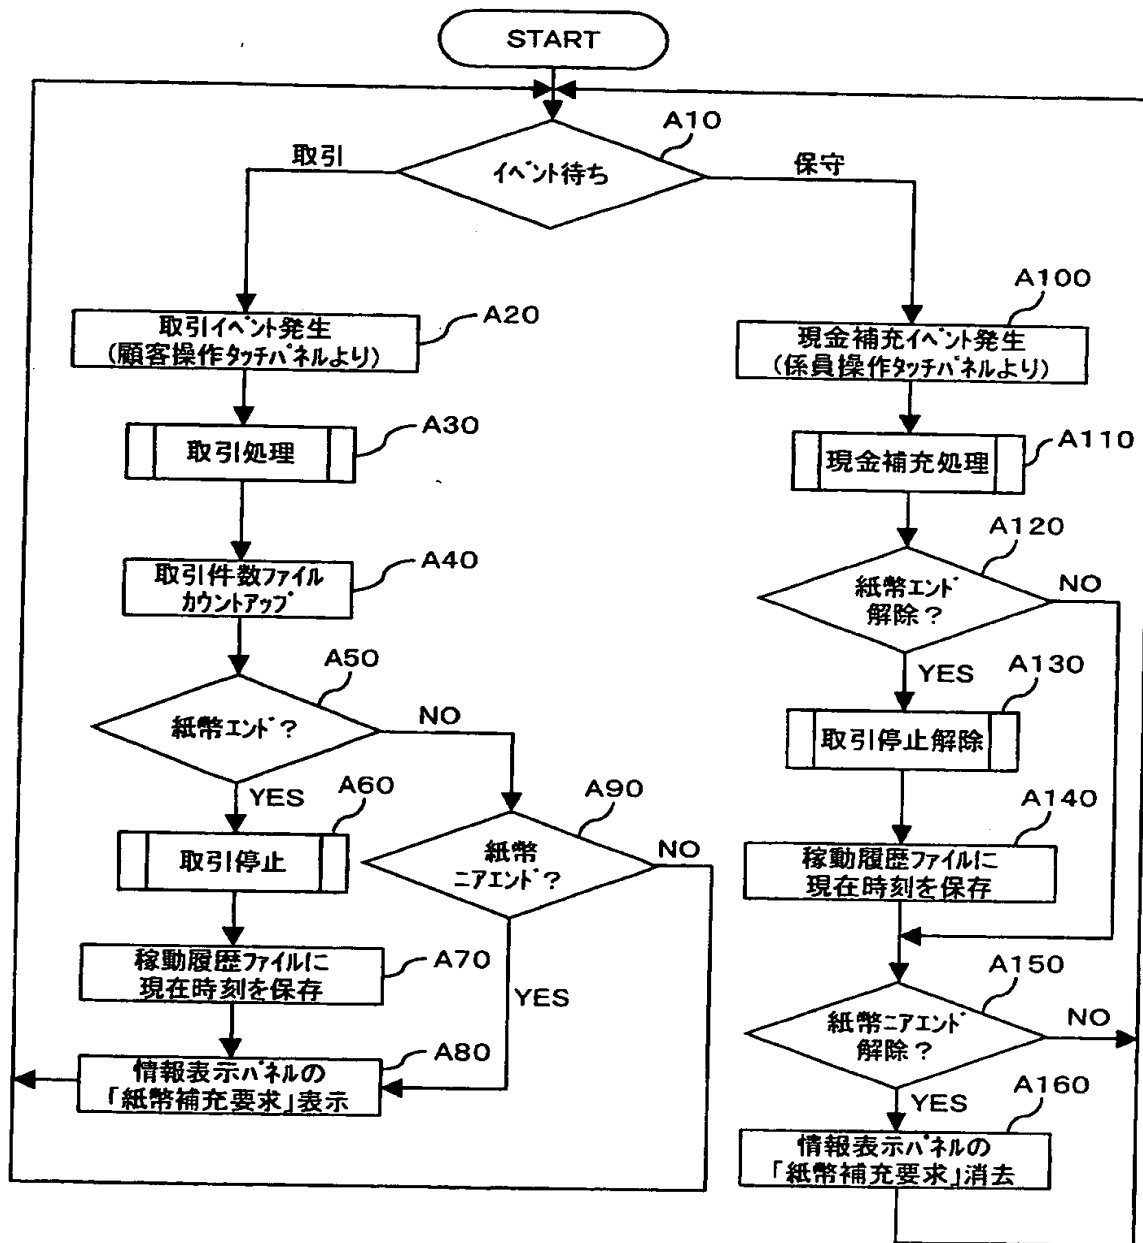 START
A10
イベント待ち
取引
保守
A20
取引イベント発生
(顧客操作タッチパネルより)
A30
取引処理
A40
取引件数ファイル
カウントアップ
A50
紙幣エンド?
NO
YES
A60
取引停止
A90
紙幣
ニアエンド?
NO
YES
A70
稼動履歴ファイルに
現在時刻を保存
A80
情報表示パネルの
「紙幣補充要求」表示
A100
現金補充イベント発生
(係員操作タッチパネルより)
A110
現金補充処理
A120
紙幣エンド
解除?
NO
YES
A130
取引停止解除
A140
稼動履歴ファイルに
現在時刻を保存
A150
紙幣ニアエンド
解除?
NO
YES
A160
情報表示パネルの
「紙幣補充要求」消去